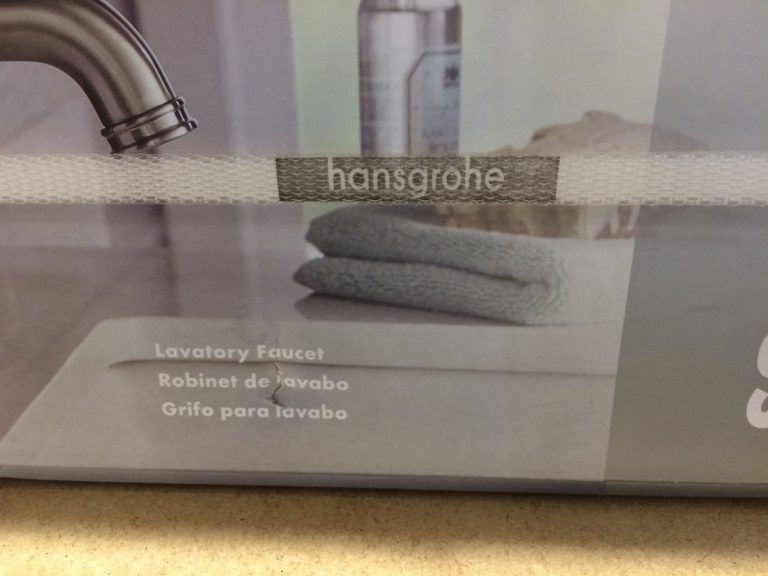 hansgrohe
Lavatory Faucet
Robinet de lavabo
Grifo para lavabo